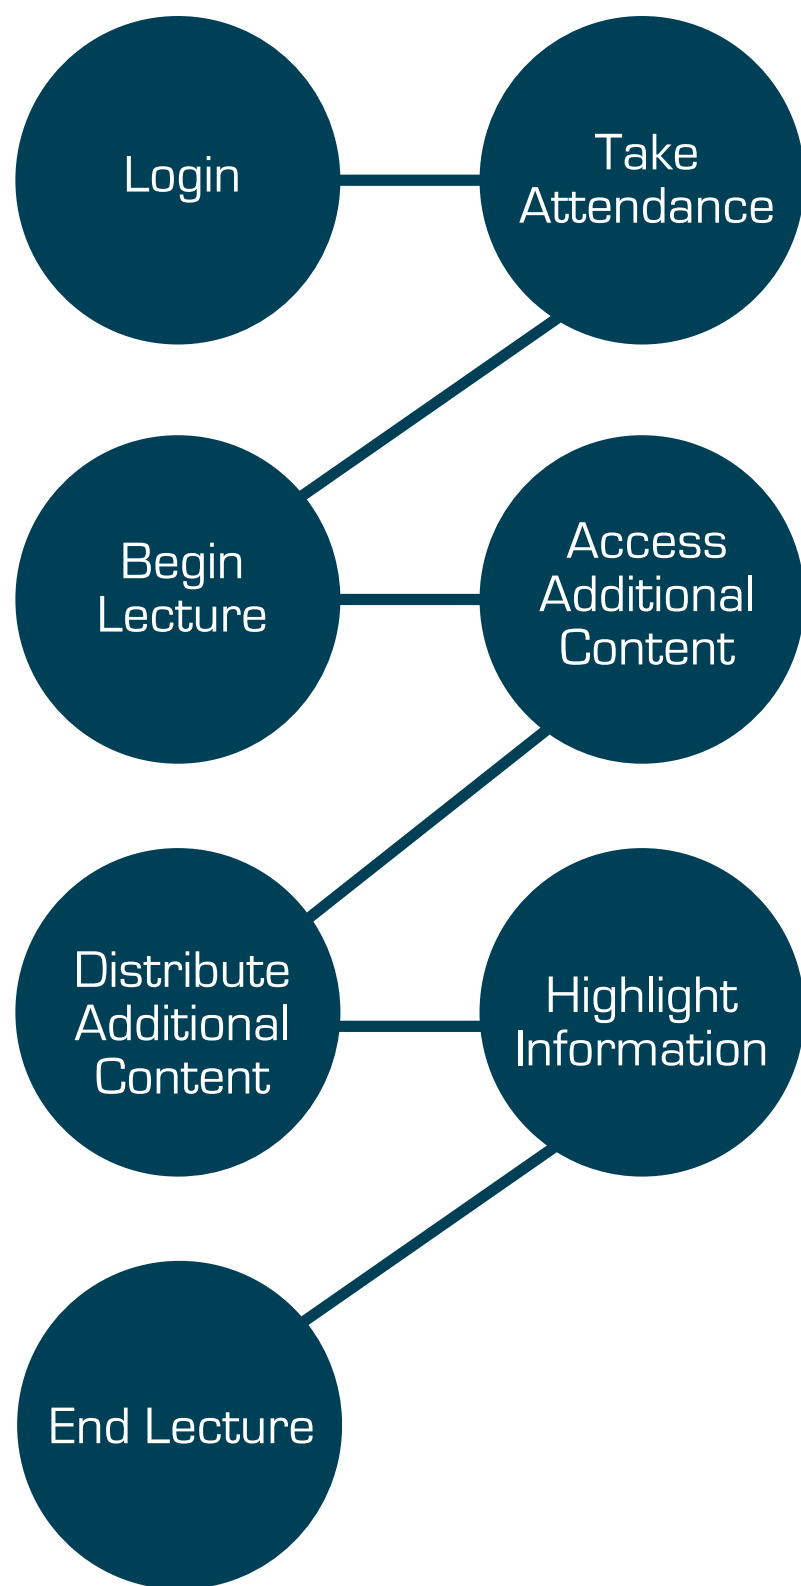 Login
Take
Attendance
Begin
Lecture
Access
Additional
Content
Distribute
Additional
Content
Highlight
Information
End Lecture